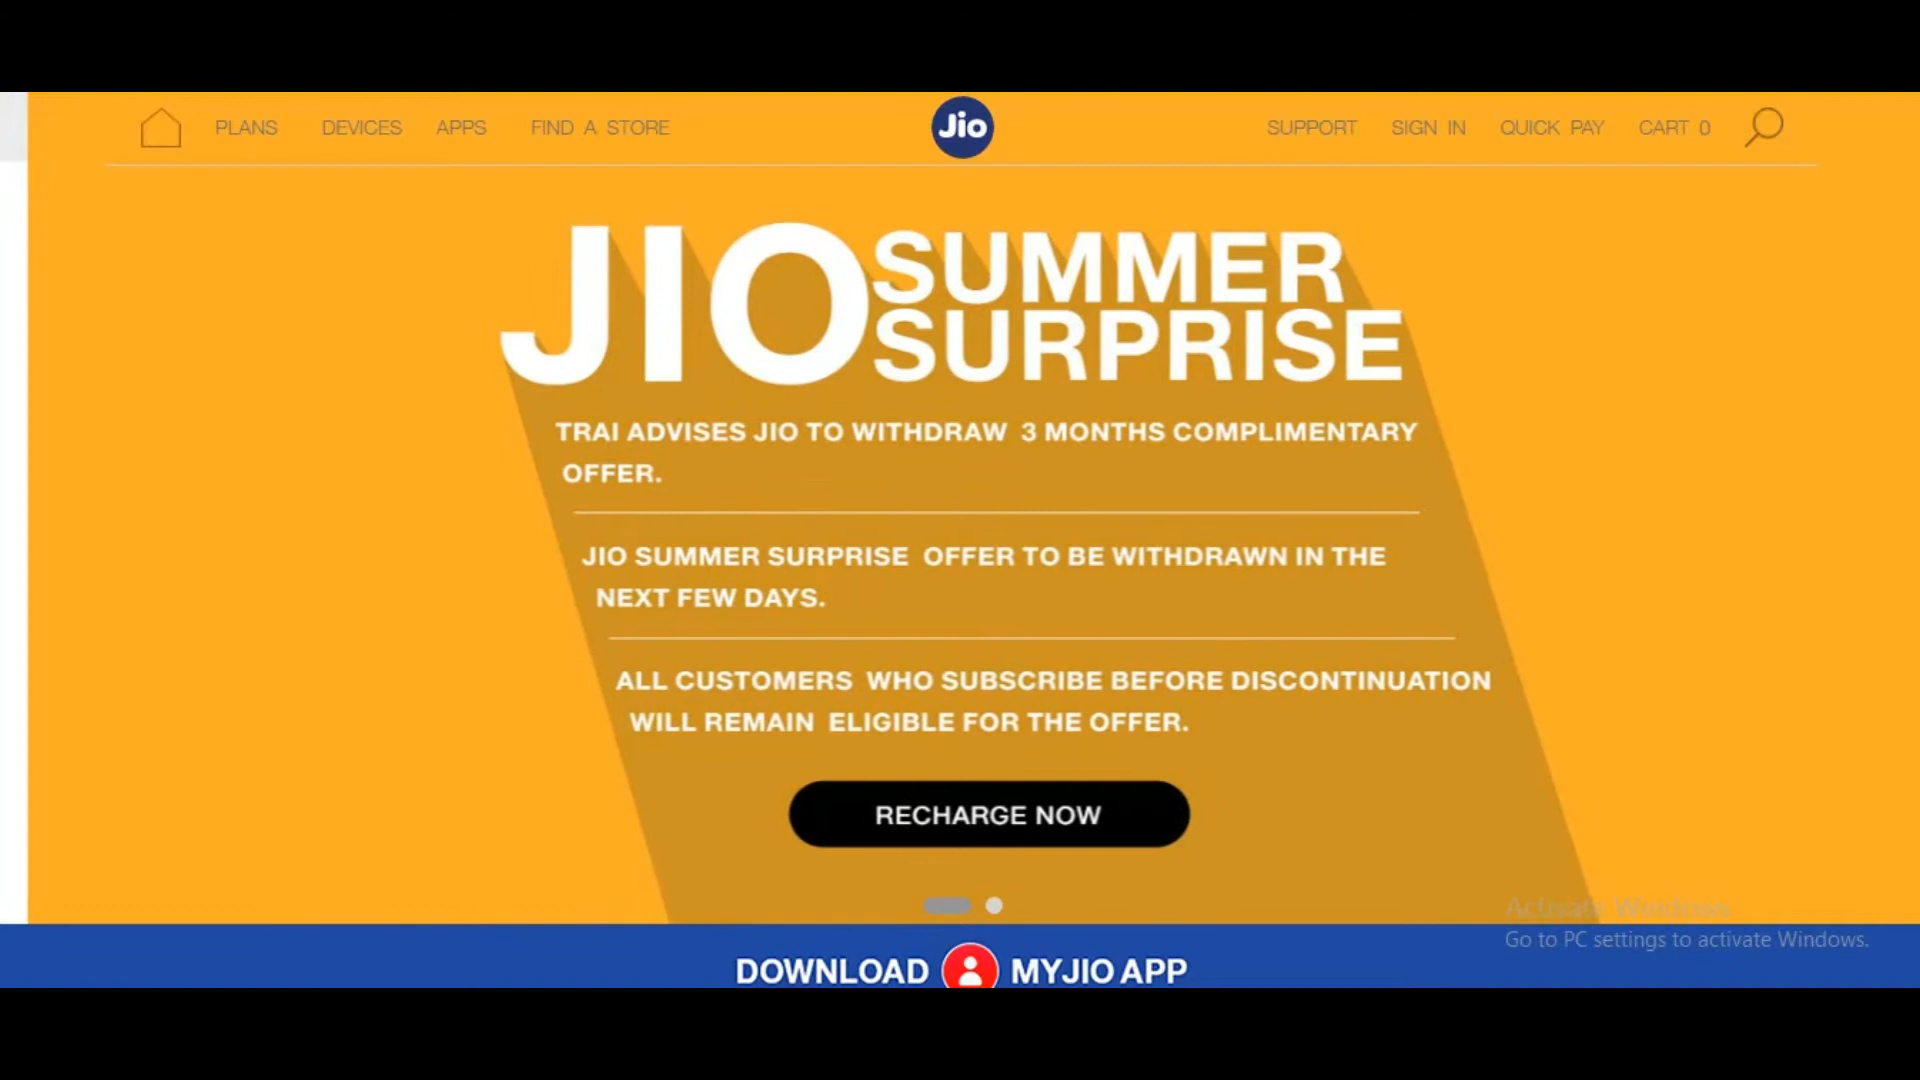 PLANS DEVICES APPS FIND A STORE Jio SUPPORT SIGN IN QUICK PAY CART 0
JIO SUMMER
SURPRISE
TRAI ADVISES JIO TO WITHDRAW 3 MONTHS COMPLIMENTARY
OFFER.
JIO SUMMER SURPRISE OFFER TO BE WITHDRAWN IN THE
NEXT FEW DAYS.
ALL CUSTOMERS WHO SUBSCRIBE BEFORE DISCONTINUATION
WILL REMAIN ELIGIBLE FOR THE OFFER.
RECHARGE NOW
Activate Windows
Go to PC settings to activate Windows.
DOWNLOAD MYJIO APP